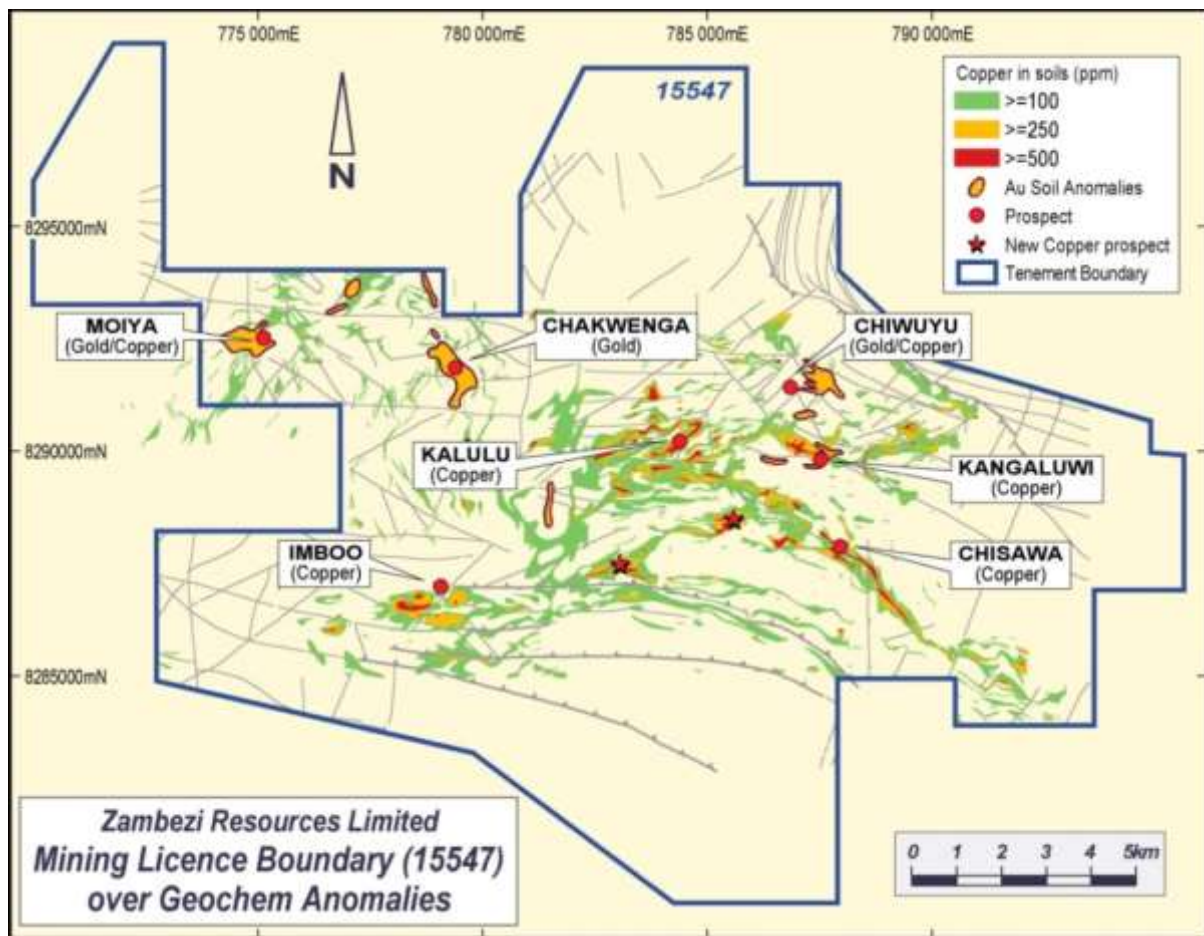 775 000mE
780 000mE
785 000mE
790 000mE
15547
Copper in soils (ppm)
>=100
>=250
>=500
Au Soil Anomalies
Prospect
New Copper prospect
Tenement Boundary
N
8295000mN
MOIYA
(Gold/Copper)
CHAKWENGA
(Gold)
CHIWUYU
(Gold/Copper)
8290000mN
KALULU
(Copper)
KANGALUWI
(Copper)
IMBOO
(Copper)
CHISAWA
(Copper)
8285000mN
Zambezi Resources Limited
Mining Licence Boundary (15547)
over Geochem Anomalies
0 1 2 3 4 5km